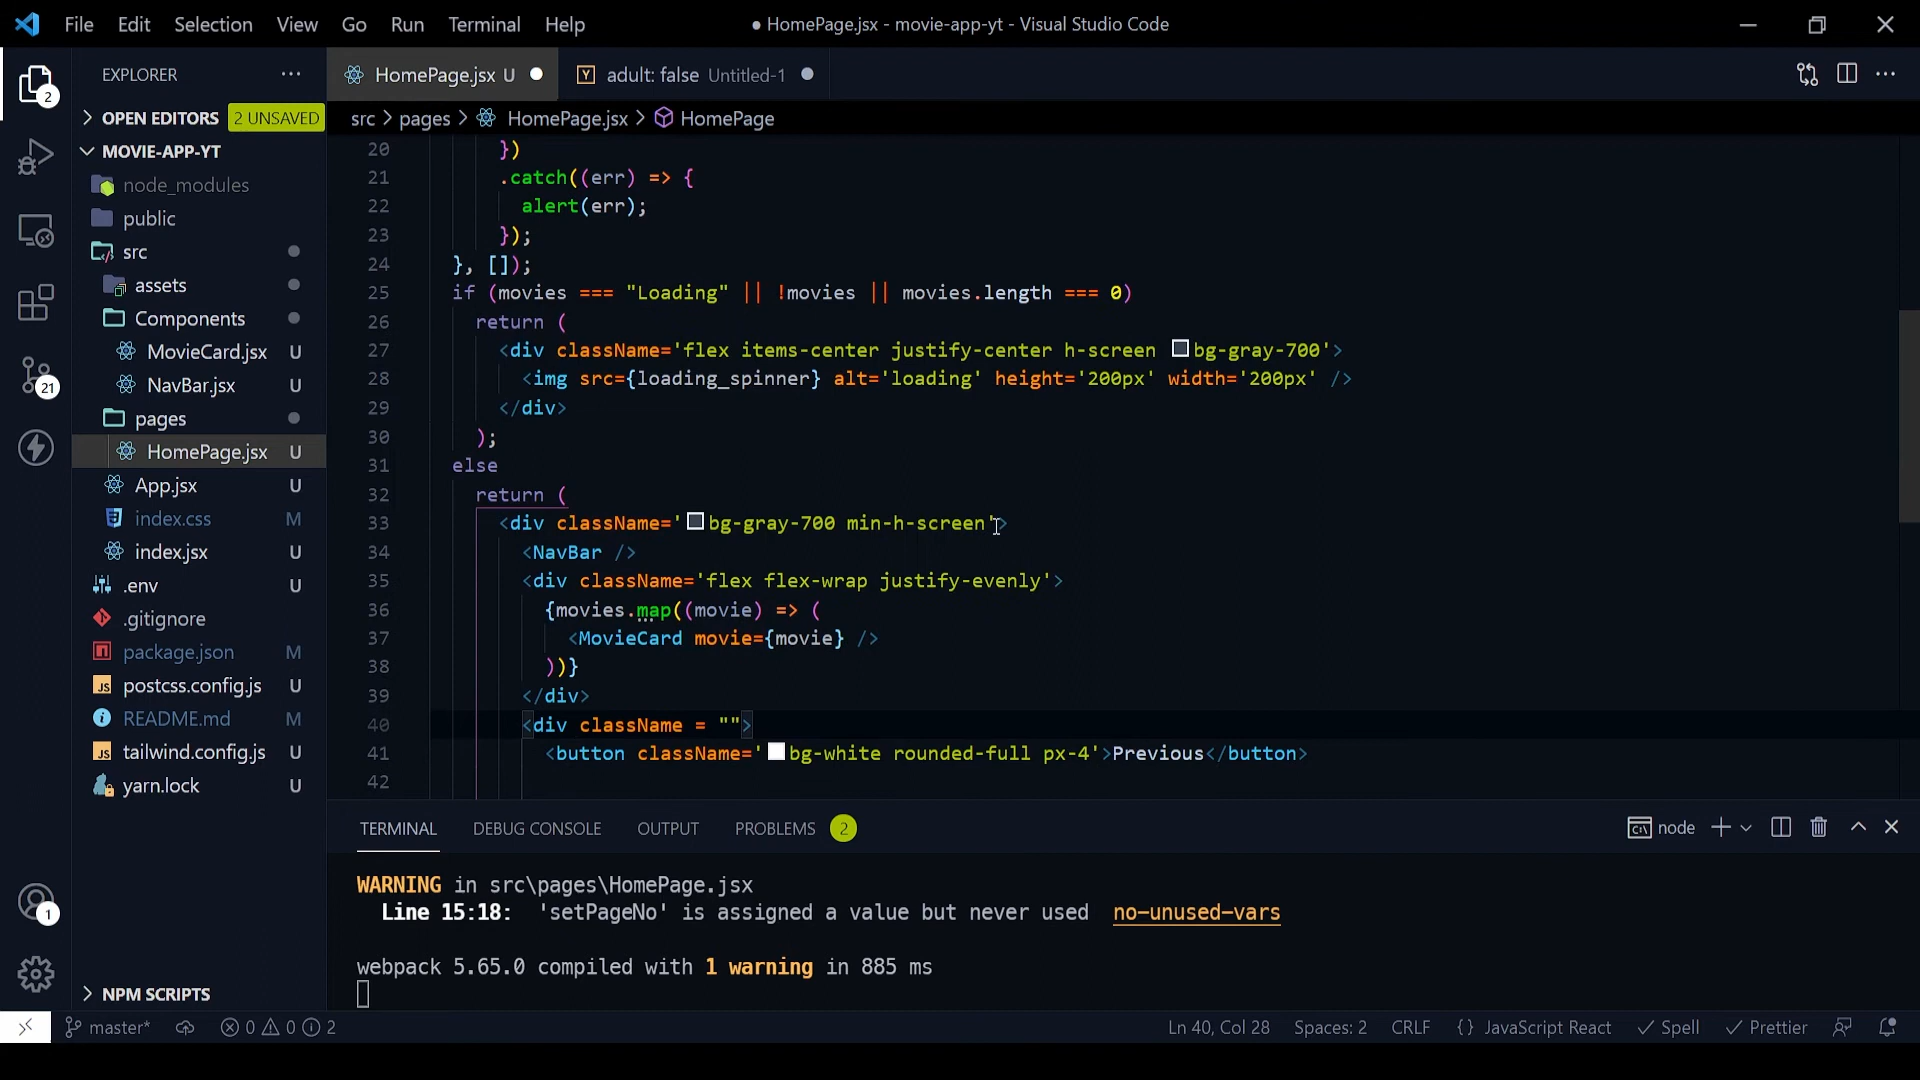 File Edit Selection View Go Run Terminal Help
● HomePage.jsx - movie-app-yt - Visual Studio Code
EXPLORER
OPEN EDITORS 2 UNSAVED
MOVIE-APP-YT
node_modules
public
src
assets
Components
MovieCard.jsx U
NavBar.jsx U
pages
HomePage.jsx U
App.jsx U
index.css M
index.jsx U
.env U
.gitignore
package.json M
postcss.config.js U
README.md M
tailwind.config.js U
yarn.lock U
NPM SCRIPTS
2
21
1
HomePage.jsx U
adult: false Untitled-1
src > pages > HomePage.jsx > HomePage
20 })
21 .catch((err) => {
22 alert(err);
23 });
24 }, []);
25 if (movies === "Loading" || !movies || movies.length === 0)
26 return (
27 <div className='flex items-center justify-center h-screen bg-gray-700'>
28 <img src={loading_spinner} alt='loading' height='200px' width='200px' />
29 </div>
30 );
31 else
32 return (
33 <div className='bg-gray-700 min-h-screen'>
34 <NavBar />
35 <div className='flex flex-wrap justify-evenly'>
36 {movies.map((movie) => (
37 <MovieCard movie={movie} />
38 ))}
39 </div>
40 <div className = "">
41 <button className='bg-white rounded-full px-4'>Previous</button>
42
TERMINAL DEBUG CONSOLE OUTPUT PROBLEMS 2
node
WARNING in src\pages\HomePage.jsx
Line 15:18: 'setPageNo' is assigned a value but never used no-unused-vars
webpack 5.65.0 compiled with 1 warning in 885 ms
master* 0 0 2
Ln 40, Col 28 Spaces: 2 CRLF {} JavaScript React ✓ Spell ✓ Prettier